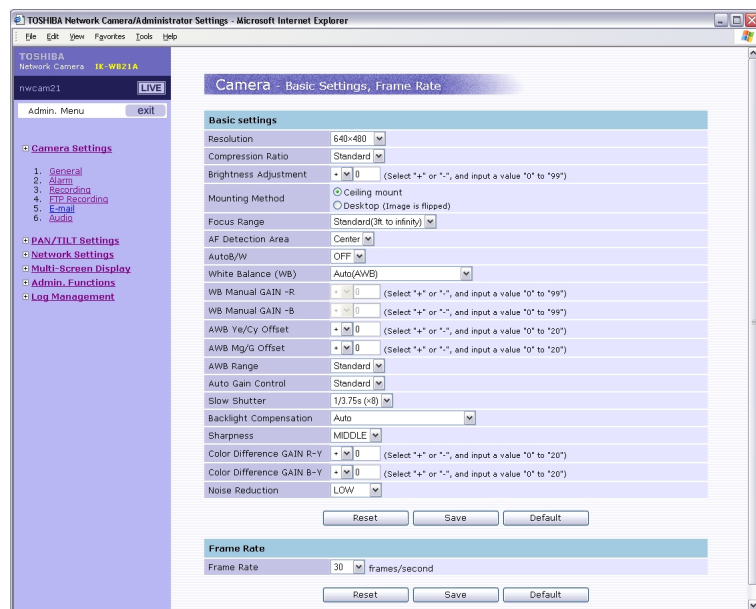 TOSHIBA Network Camera/Administrator Settings - Microsoft Internet Explorer
File Edit View Favorites Tools Help
TOSHIBA
Network Camera IK-WB21A
nwcam21 LIVE
Admin. Menu exit
Camera Settings
1. General
2. Alarm
3. Recording
4. FTP Recording
5. E-mail
6. Audio
PAN/TILT Settings
Network Settings
Multi-Screen Display
Admin. Functions
Log Management
Camera - Basic Settings, Frame Rate
Basic settings
Resolution 640×480
Compression Ratio Standard
Brightness Adjustment + 0 (Select "+" or "-", and input a value "0" to "99")
Mounting Method Ceiling mount
Desktop (Image is flipped)
Focus Range Standard(3ft. to infinity)
AF Detection Area Center
AutoB/W OFF
White Balance (WB) Auto(AWB)
WB Manual GAIN -R + 0 (Select "+" or "-", and input a value "0" to "99")
WB Manual GAIN -B + 0 (Select "+" or "-", and input a value "0" to "99")
AWB Ye/Cy Offset + 0 (Select "+" or "-", and input a value "0" to "20")
AWB Mg/G Offset + 0 (Select "+" or "-", and input a value "0" to "20")
AWB Range Standard
Auto Gain Control Standard
Slow Shutter 1/3.75s (×8)
Backlight Compensation Auto
Sharpness MIDDLE
Color Difference GAIN R-Y + 0 (Select "+" or "-", and input a value "0" to "20")
Color Difference GAIN B-Y + 0 (Select "+" or "-", and input a value "0" to "20")
Noise Reduction LOW
Reset Save Default
Frame Rate
Frame Rate 30 frames/second
Reset Save Default